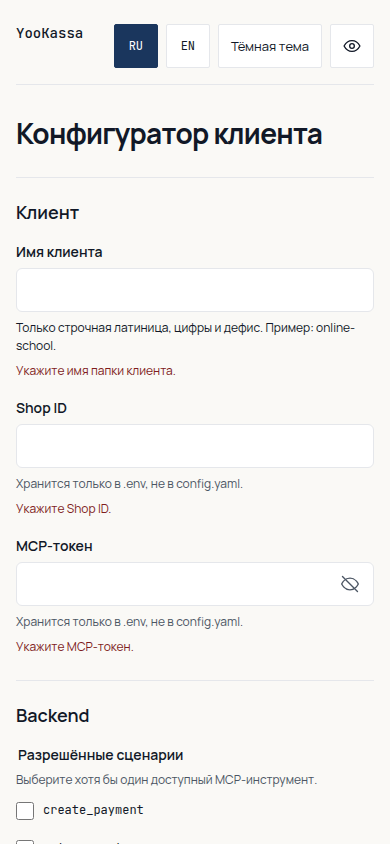 YooKassa
RU
EN
Тёмная тема
Конфигуратор клиента
Клиент
Имя клиента
Только строчная латиница, цифры и дефис. Пример: online-
school.
Укажите имя папки клиента.
Shop ID
Хранится только в .env, не в config.yaml.
Укажите Shop ID.
MCP-токен
Хранится только в .env, не в config.yaml.
Укажите MCP-токен.
Backend
Разрешённые сценарии
Выберите хотя бы один доступный MCP-инструмент.
create_payment